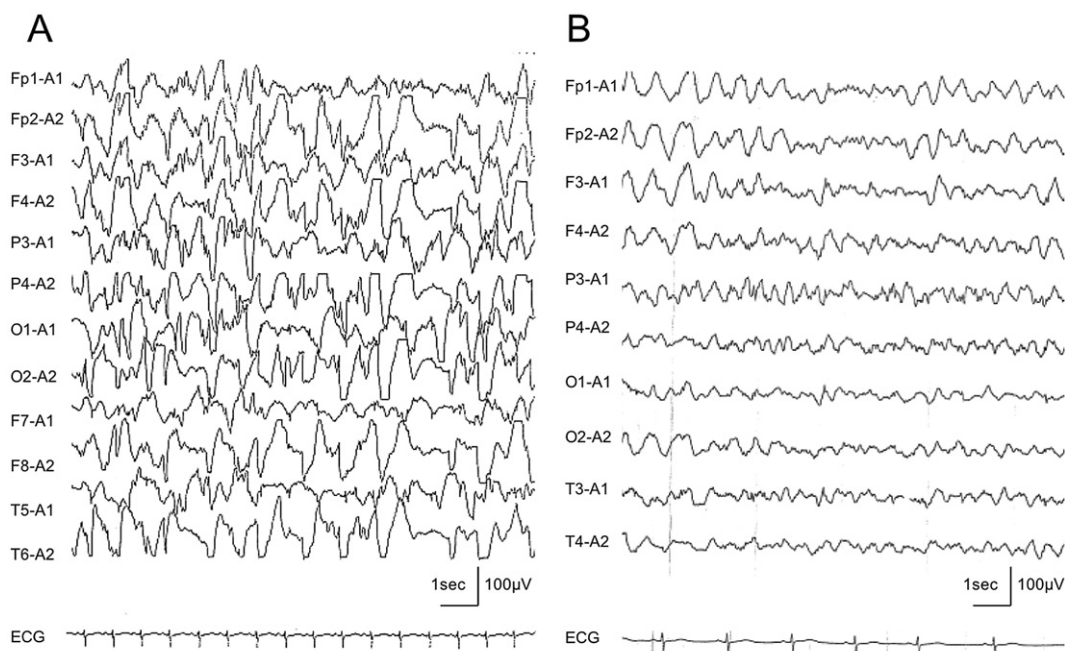 A
Fp1-A1
Fp2-A2
F3-A1
F4-A2
P3-A1
P4-A2
O1-A1
O2-A2
F7-A1
F8-A2
T5-A1
T6-A2
1sec 100μV
ECG
B
Fp1-A1
Fp2-A2
F3-A1
F4-A2
P3-A1
P4-A2
O1-A1
O2-A2
T3-A1
T4-A2
1sec 100μV
ECG